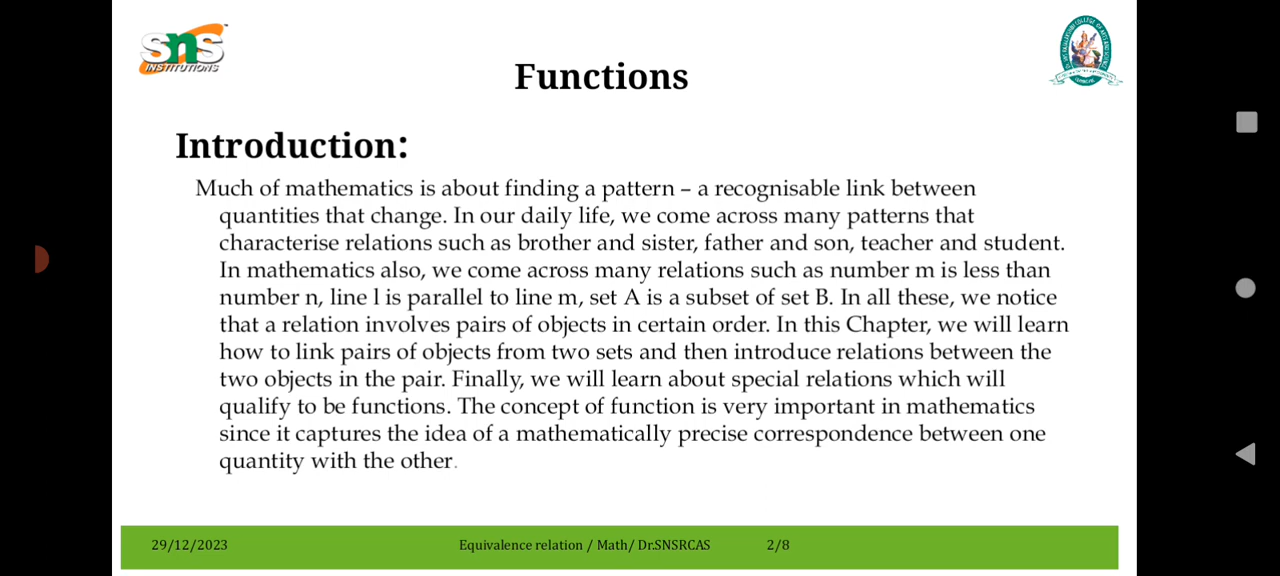 SnS
INSTITUTIONS
Functions
Introduction:
Much of mathematics is about finding a pattern – a recognisable link between
quantities that change. In our daily life, we come across many patterns that
characterise relations such as brother and sister, father and son, teacher and student.
In mathematics also, we come across many relations such as number m is less than
number n, line l is parallel to line m, set A is a subset of set B. In all these, we notice
that a relation involves pairs of objects in certain order. In this Chapter, we will learn
how to link pairs of objects from two sets and then introduce relations between the
two objects in the pair. Finally, we will learn about special relations which will
qualify to be functions. The concept of function is very important in mathematics
since it captures the idea of a mathematically precise correspondence between one
quantity with the other.
29/12/2023 Equivalence relation / Math/ Dr.SNSRCAS 2/8